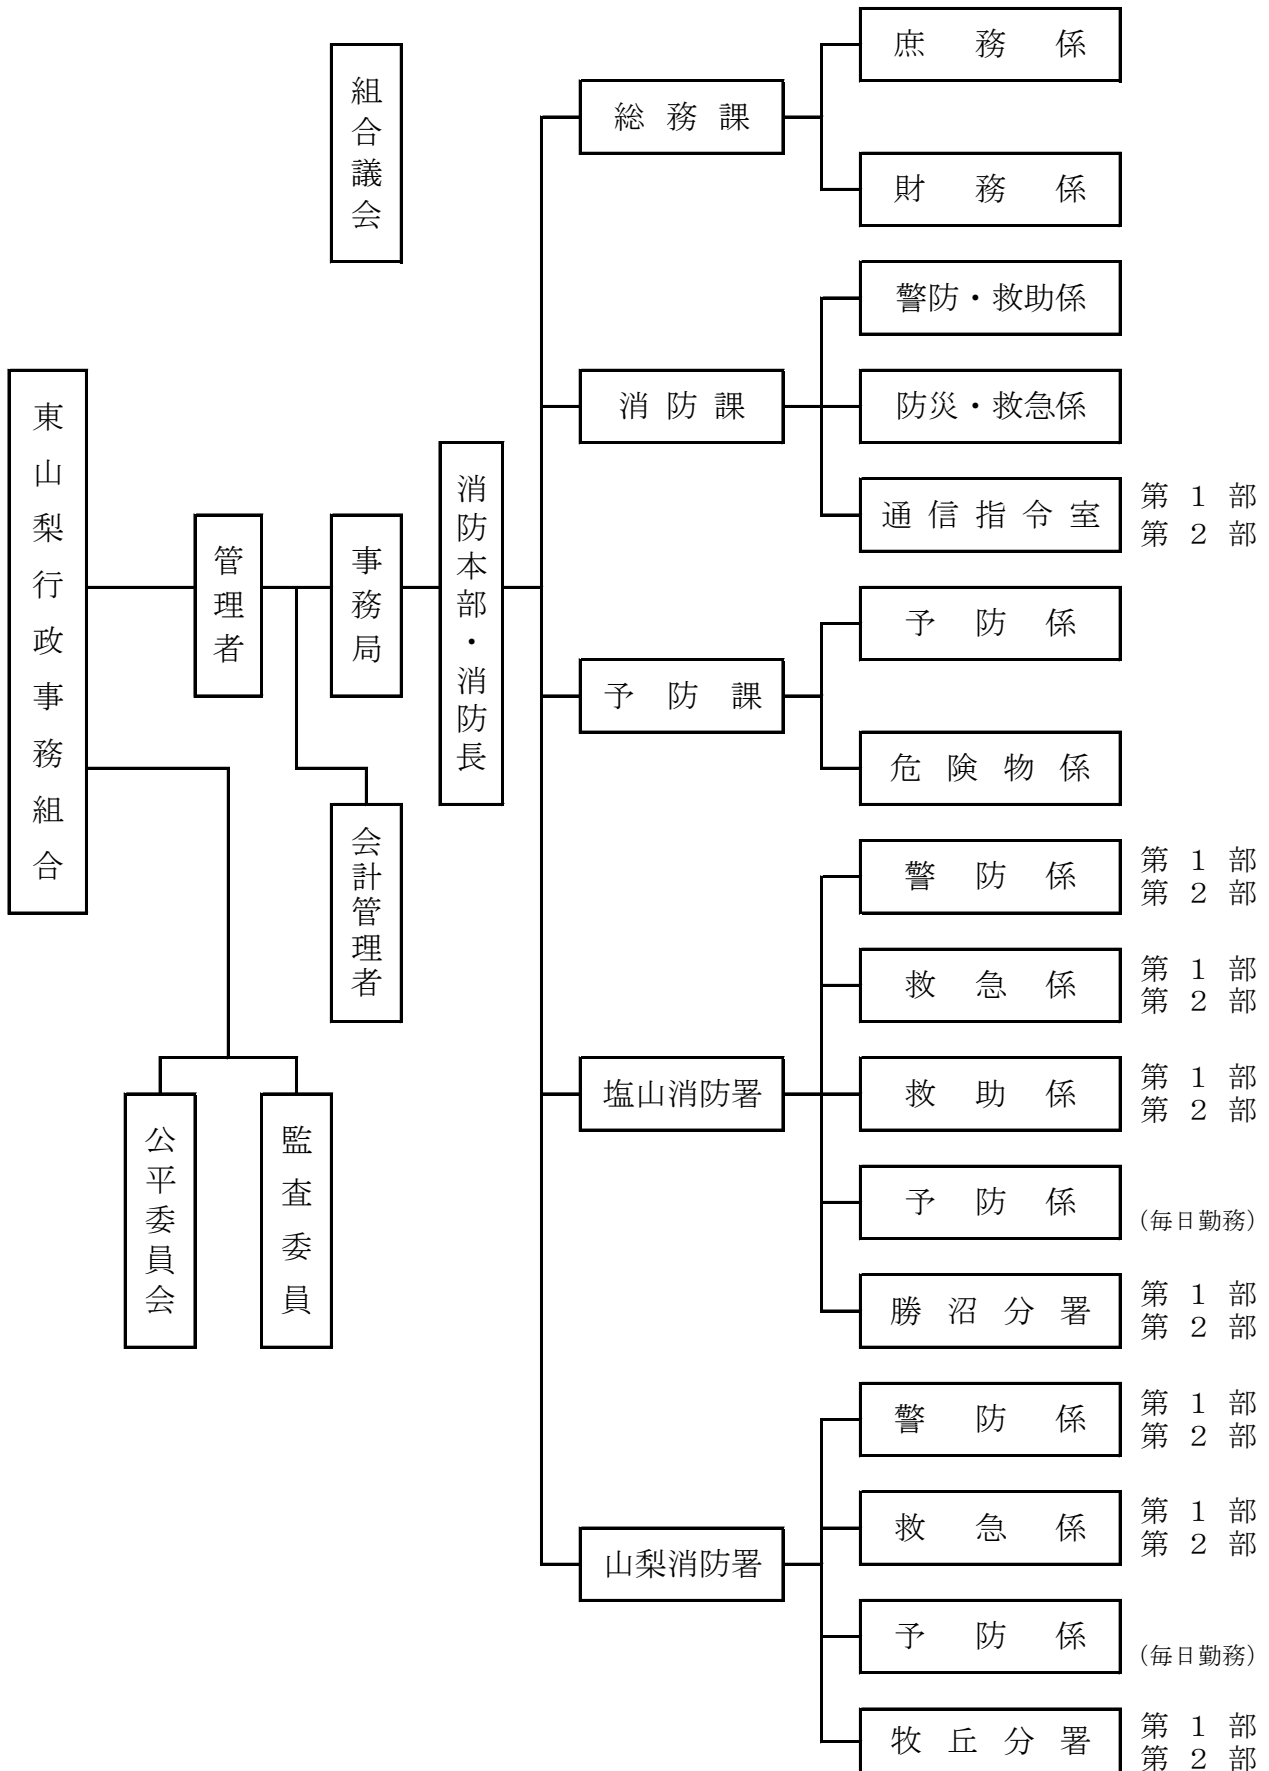 組合議会
東山梨行政事務組合
管理者
事務局
会計管理者
公平委員会
監査委員
消防本部・消防長
総務課
庶務係
財務係
消防課
警防・救助係
防災・救急係
通信指令室
第1部
第2部
予防課
予防係
危険物係
塩山消防署
警防係
第1部
第2部
救急係
第1部
第2部
救助係
第1部
第2部
予防係
(毎日勤務)
勝沼分署
第1部
第2部
山梨消防署
警防係
第1部
第2部
救急係
第1部
第2部
予防係
(毎日勤務)
牧丘分署
第1部
第2部